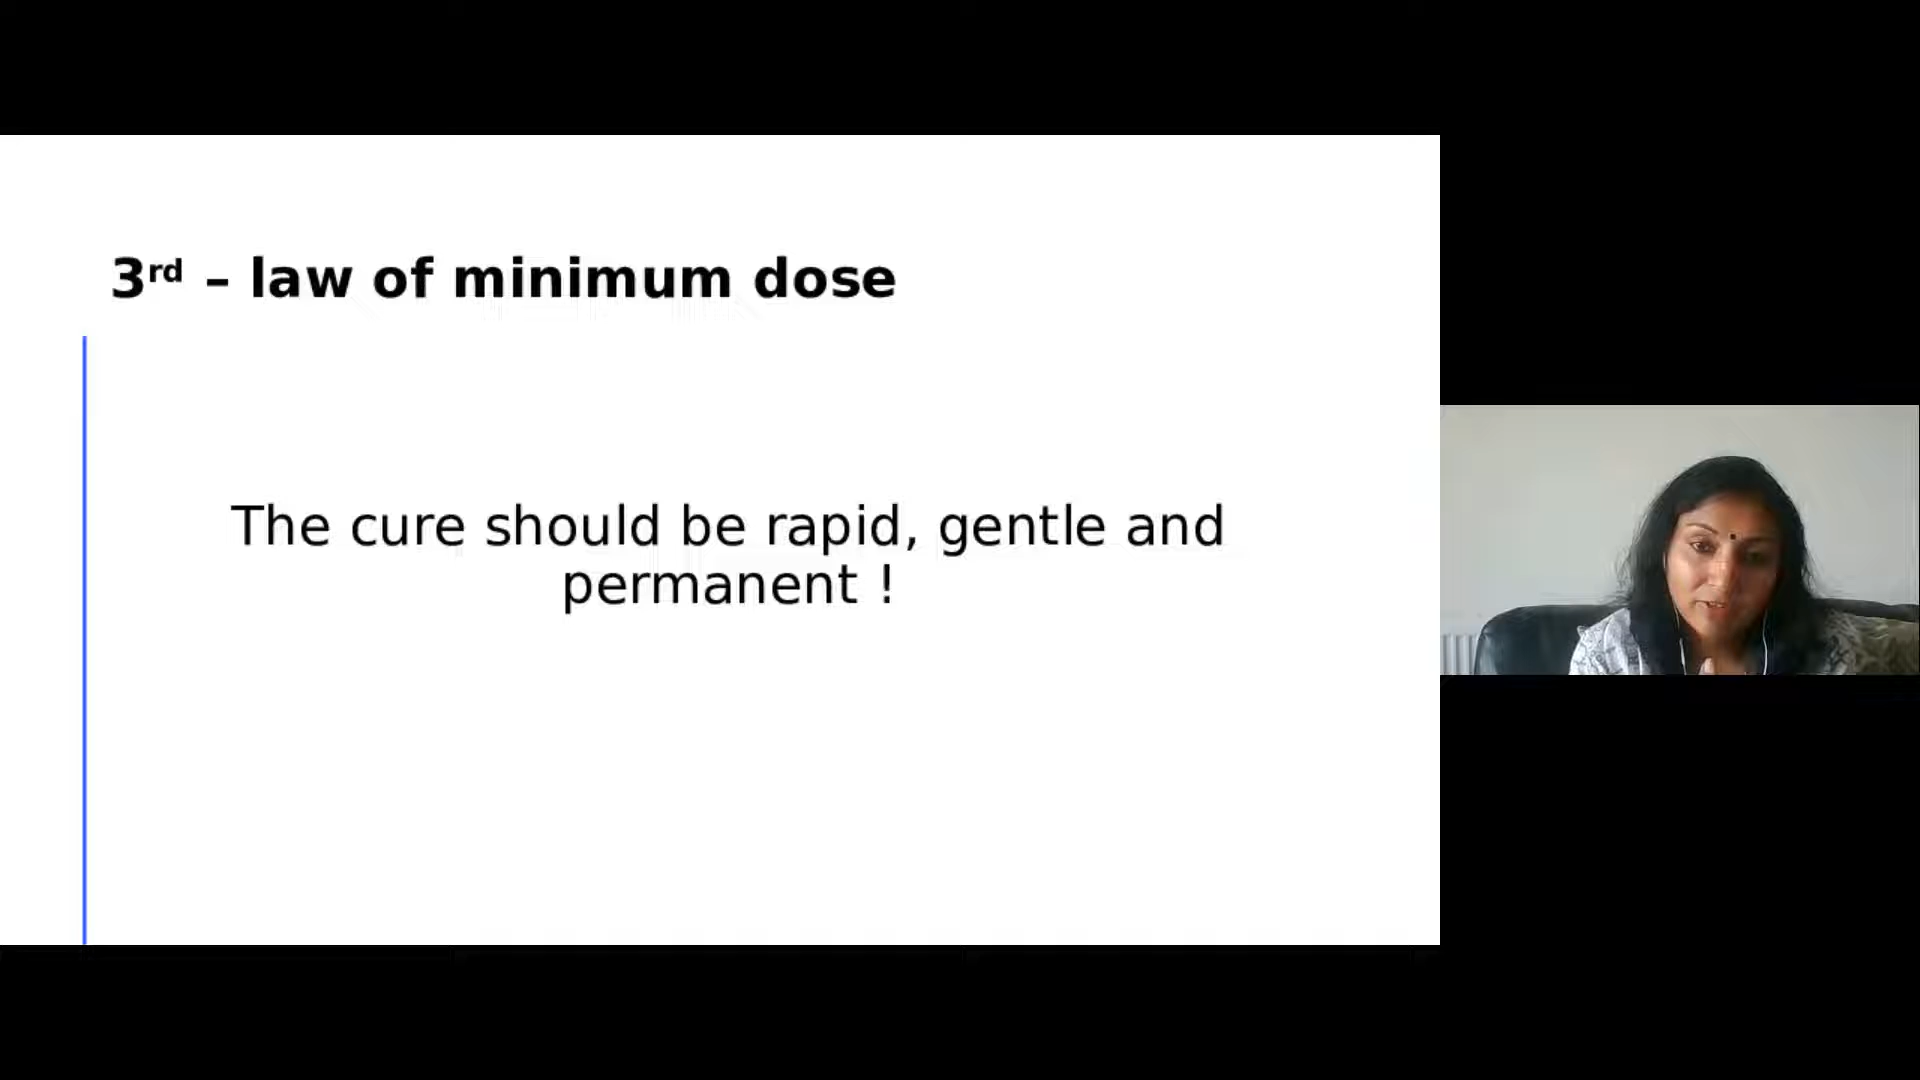 3rd – law of minimum dose
The cure should be rapid, gentle and
permanent !